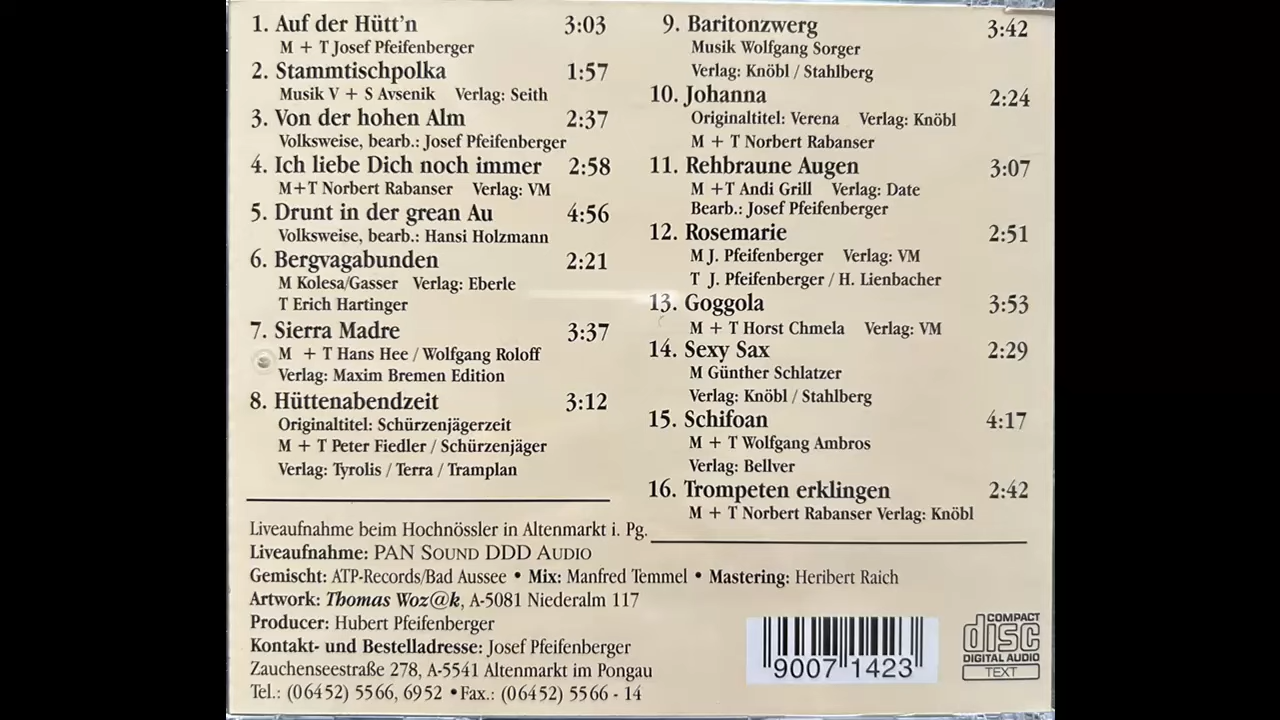 1. Auf der Hütt'n 3:03
M + T Josef Pfeifenberger
2. Stammtischpolka 1:57
Musik V + S Avsenik Verlag: Seith
3. Von der hohen Alm 2:37
Volksweise, bearb.: Josef Pfeifenberger
4. Ich liebe Dich noch immer 2:58
M+T Norbert Rabanser Verlag: VM
5. Drunt in der grean Au 4:56
Volksweise, bearb.: Hansi Holzmann
6. Bergvagabunden 2:21
M Kolesa/Gasser Verlag: Eberle
T Erich Hartinger
7. Sierra Madre 3:37
M + T Hans Hee / Wolfgang Roloff
Verlag: Maxim Bremen Edition
8. Hüttenabendzeit 3:12
Originaltitel: Schürzenjägerzeit
M + T Peter Fiedler / Schürzenjäger
Verlag: Tyrolis / Terra / Tramplan
9. Baritonzwerg 3:42
Musik Wolfgang Sorger
Verlag: Knöbl / Stahlberg
10. Johanna 2:24
Originaltitel: Verena Verlag: Knöbl
M + T Norbert Rabanser
11. Rehbraune Augen 3:07
M +T Andi Grill Verlag: Date
Bearb.: Josef Pfeifenberger
12. Rosemarie 2:51
M J. Pfeifenberger Verlag: VM
T J. Pfeifenberger / H. Lienbacher
13. Goggola 3:53
M + T Horst Chmela Verlag: VM
14. Sexy Sax 2:29
M Günther Schlatzer
Verlag: Knöbl / Stahlberg
15. Schifoan 4:17
M + T Wolfgang Ambros
Verlag: Bellver
16. Trompeten erklingen 2:42
M + T Norbert Rabanser Verlag: Knöbl
Liveaufnahme beim Hochnössler in Altenmarkt i. Pg.
Liveaufnahme: PAN SOUND DDD AUDIO
Gemischt: ATP-Records/Bad Aussee • Mix: Manfred Temmel • Mastering: Heribert Raich
Artwork: Thomas Woz@k, A-5081 Niederalm 117
Producer: Hubert Pfeifenberger
Kontakt- und Bestelladresse: Josef Pfeifenberger
Zauchenseestraße 278, A-5541 Altenmarkt im Pongau
Tel.: (06452) 5566, 6952 • Fax.: (06452) 5566 - 14
9007 1423
COMPACT
disc
DIGITAL AUDIO
TEXT